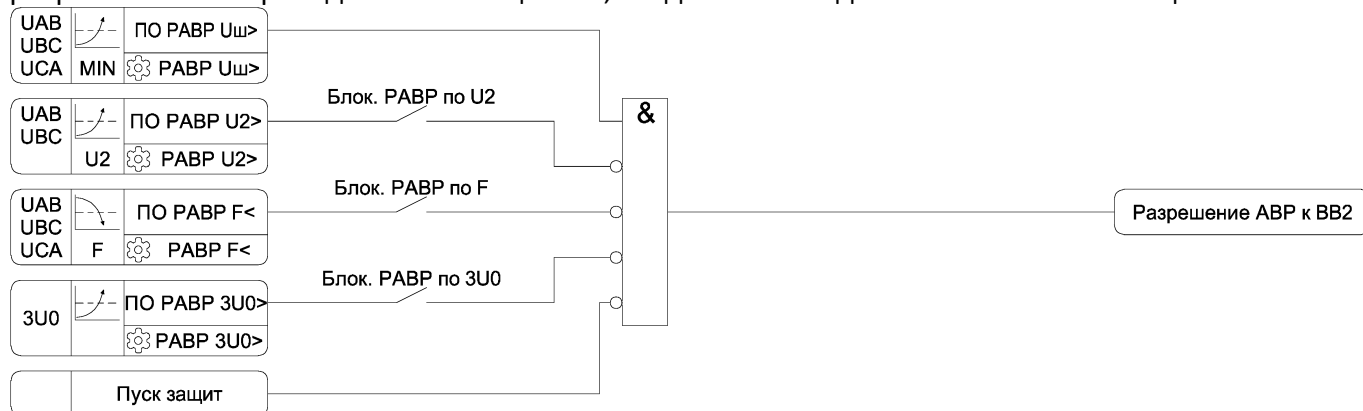 UAB
UBC
UCA
MIN
ПО РАВР Uш>
РАВР Uш>
UAB
UBC
U2
ПО РАВР U2>
РАВР U2>
Блок. РАВР по U2
UAB
UBC
UCA
F
ПО РАВР F<
РАВР F<
Блок. РАВР по F
3U0
ПО РАВР 3U0>
РАВР 3U0>
Блок. РАВР по 3U0
Пуск защит
&
Разрешение АВР к ВВ2